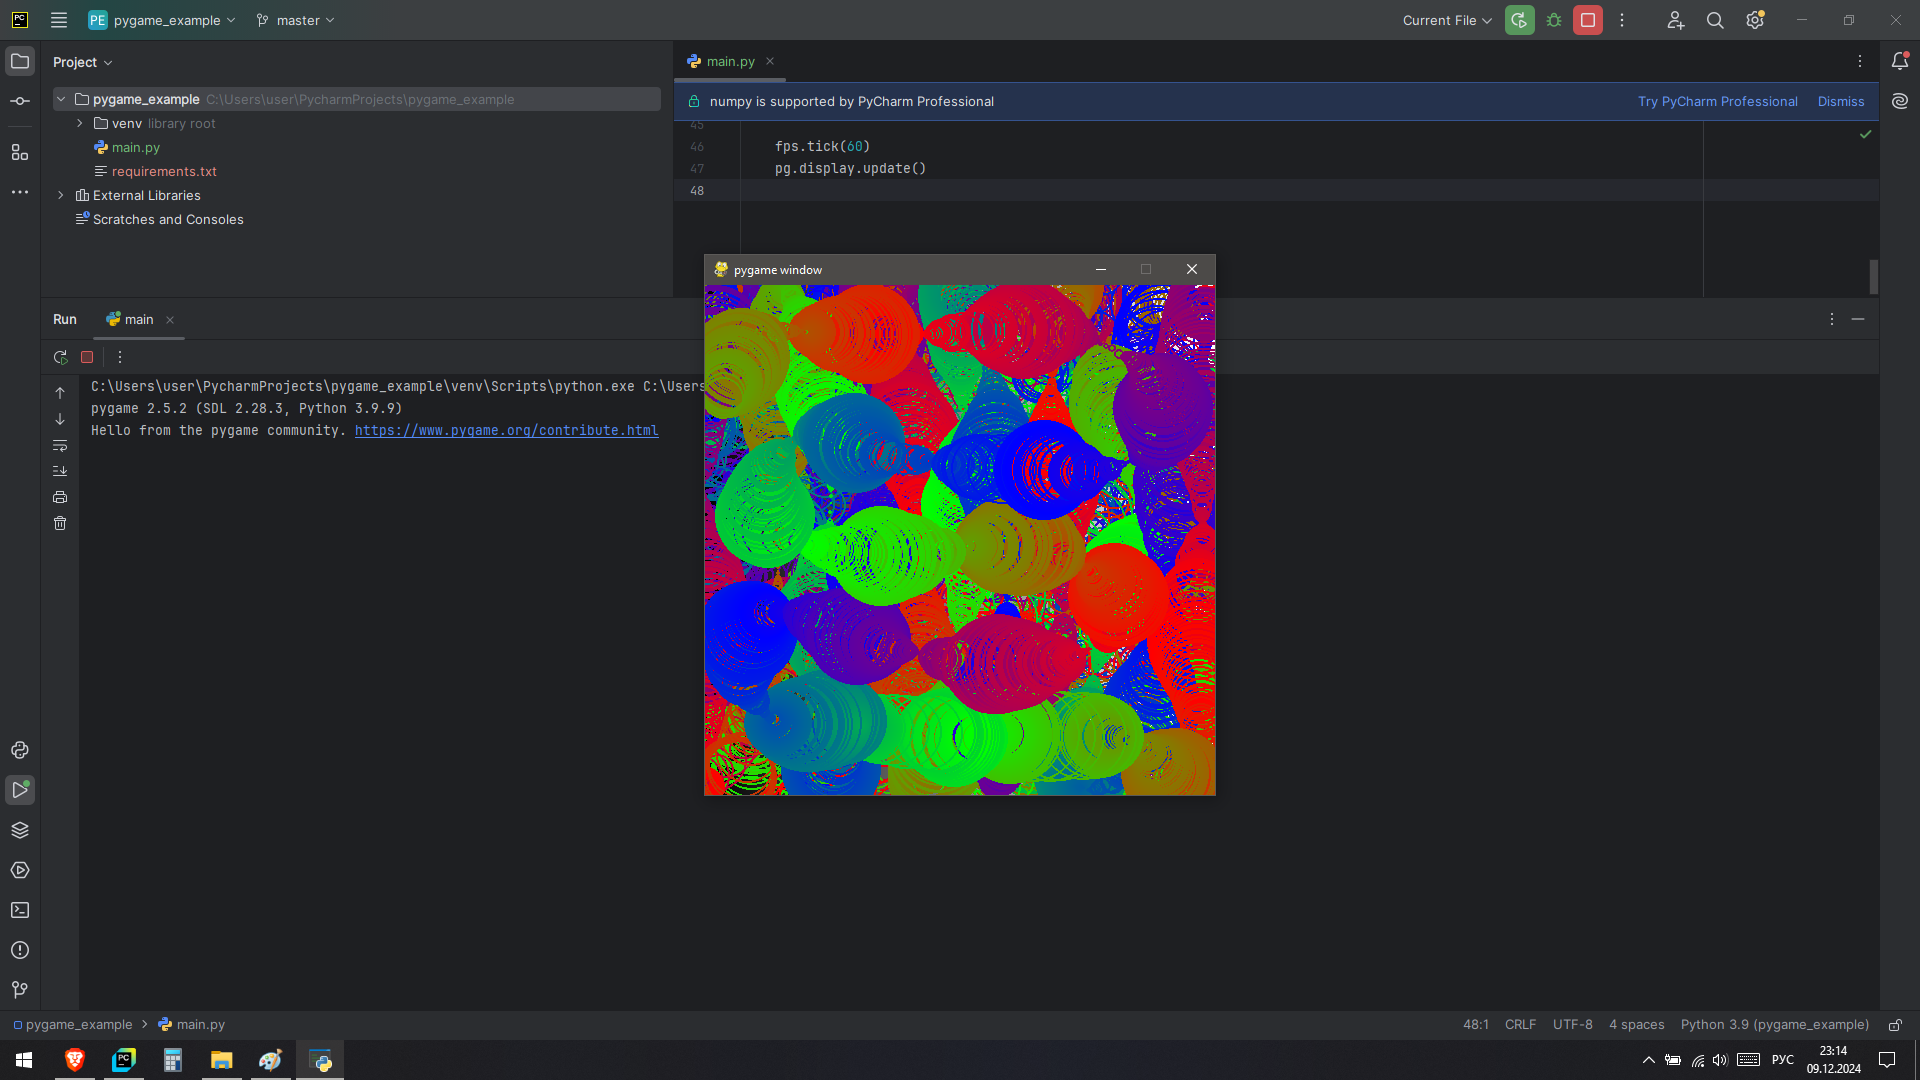 PE pygame_example
master
Current File
Project
main.py
pygame_example C:\Users\user\PycharmProjects\pygame_example
numpy is supported by PyCharm Professional
Try PyCharm Professional
Dismiss
venv library root
45
main.py
46 fps.tick(60)
requirements.txt
47 pg.display.update()
External Libraries
48
Scratches and Consoles
pygame window
Run
main
C:\Users\user\PycharmProjects\pygame_example\venv\Scripts\python.exe C:\Users
pygame 2.5.2 (SDL 2.28.3, Python 3.9.9)
Hello from the pygame community. https://www.pygame.org/contribute.html
pygame_example
main.py
48:1
CRLF
UTF-8
4 spaces
Python 3.9 (pygame_example)
РУС
23:14
09.12.2024